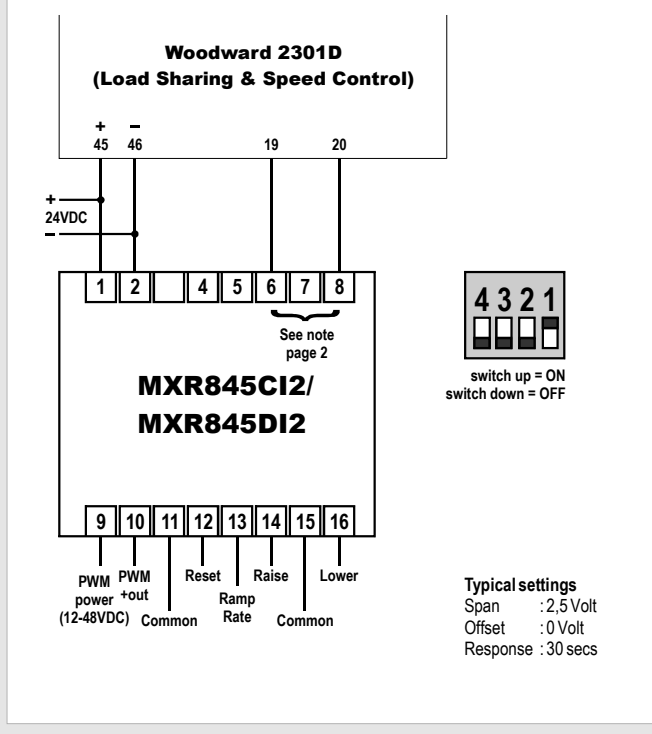 Woodward 2301D
(Load Sharing & Speed Control)
+ −
45 46 19 20
+
24VDC
−
1 2 4 5 6 7 8
See note
page 2
MXR845CI2/
MXR845DI2
4 3 2 1
switch up = ON
switch down = OFF
9 10 11 12 13 14 15 16
PWM
power
(12-48VDC)
PWM
+out
Common
Reset
Ramp
Rate
Raise
Common
Lower
Typical settings
Span : 2,5 Volt
Offset : 0 Volt
Response : 30 secs